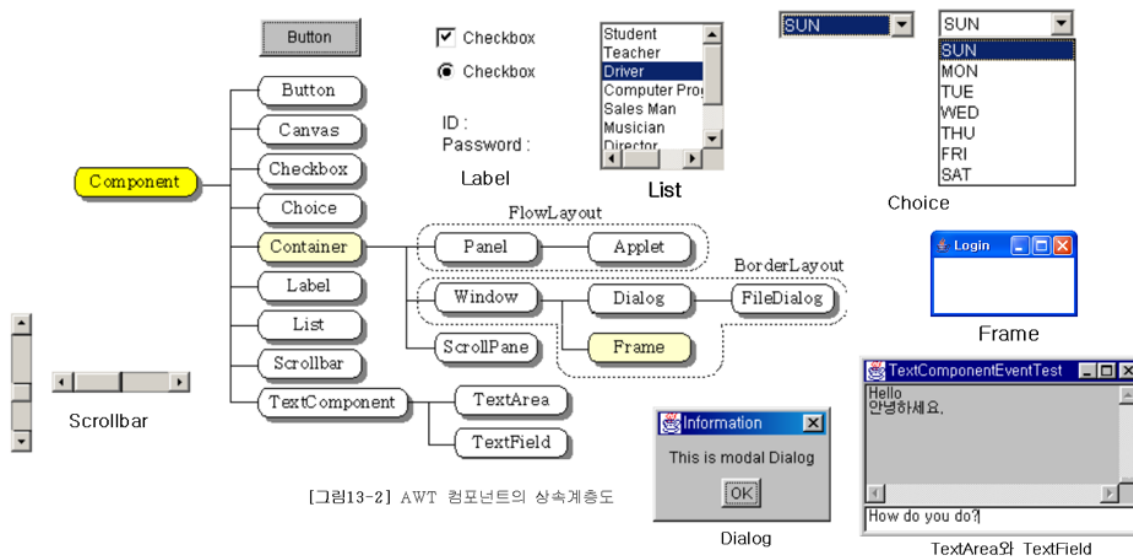 Button
Checkbox
Checkbox
ID :
Password :
Label
Student
Teacher
Driver
Computer Pro
Sales Man
Musician
Director
List
SUN
SUN
SUN
MON
TUE
WED
THU
FRI
SAT
Choice
Component
Button
Canvas
Checkbox
Choice
Container
Label
List
Scrollbar
TextComponent
FlowLayout
Panel
Applet
BorderLayout
Window
Dialog
FileDialog
ScrollPane
Frame
TextArea
TextField
Login
Frame
Scrollbar
Information
This is modal Dialog
OK
Dialog
TextComponentEventTest
Hello
안녕하세요.
How do you do?
TextArea와 TextField
[그림13-2] AWT 컴포넌트의 상속계층도